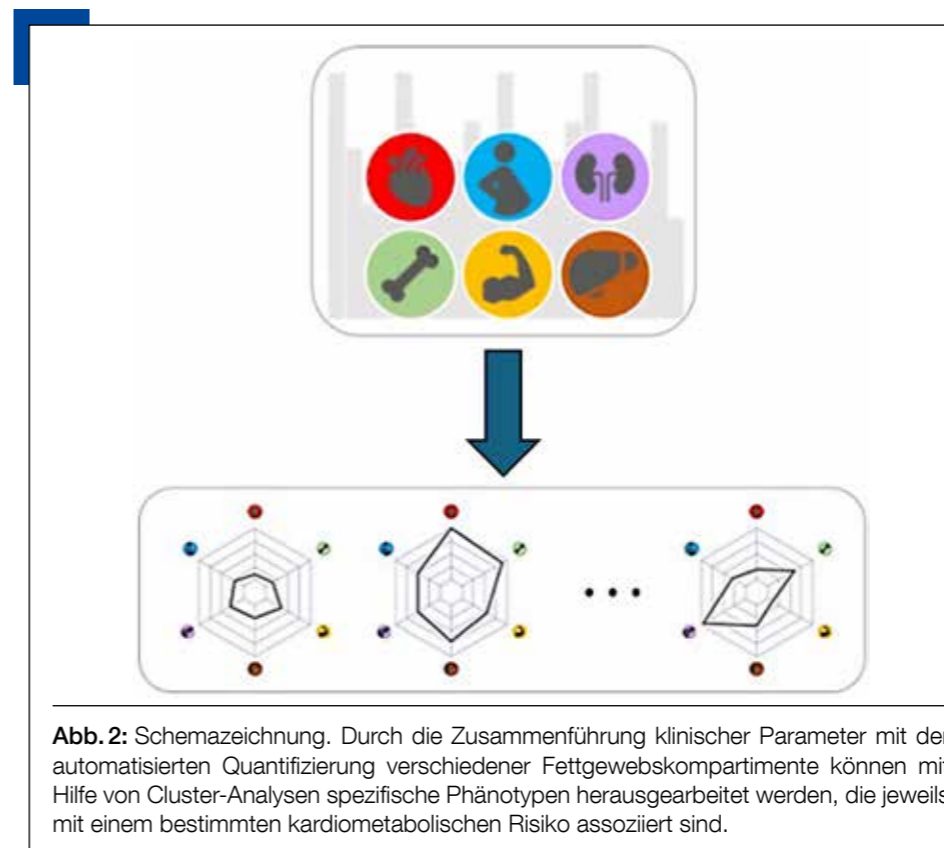 Abb. 2: Schemazeichnung. Durch die Zusammenführung klinischer Parameter mit der
automatisierten Quantifizierung verschiedener Fettgewebskompartimente können mit
Hilfe von Cluster-Analysen spezifische Phänotypen herausgearbeitet werden, die jeweils
mit einem bestimmten kardiometabolischen Risiko assoziiert sind.